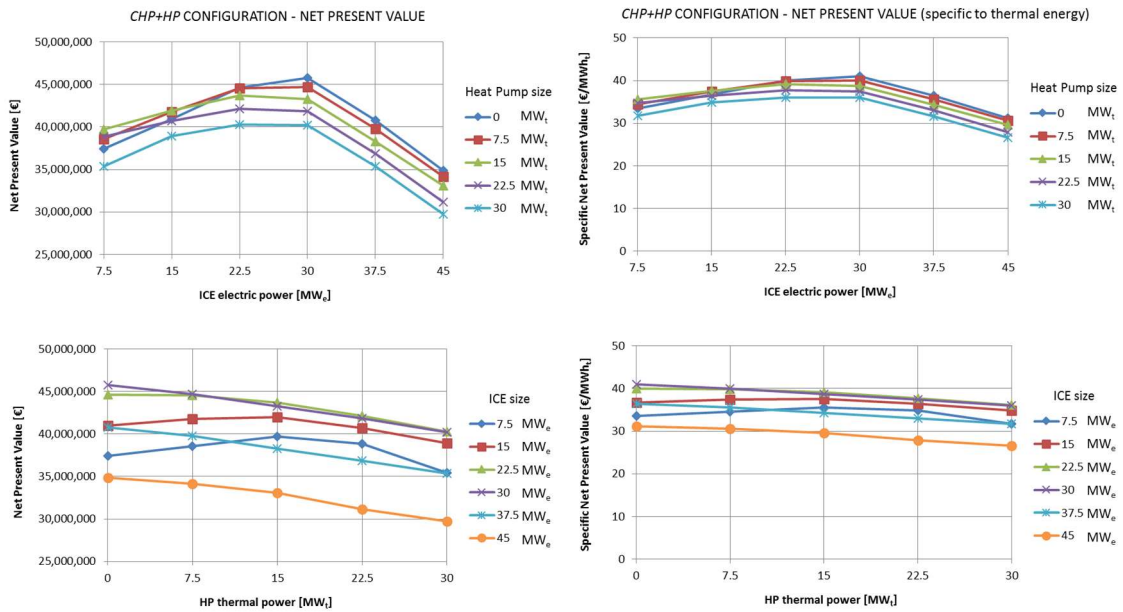 CHP+HP CONFIGURATION - NET PRESENT VALUE
50,000,000
45,000,000
40,000,000
35,000,000
30,000,000
25,000,000
Net Present Value [€]
7.5 15 22.5 30 37.5 45
ICE electric power [MWe]
Heat Pump size
0 MWt
7.5 MWt
15 MWt
22.5 MWt
30 MWt
CHP+HP CONFIGURATION - NET PRESENT VALUE (specific to thermal energy)
50
40
30
20
10
0
Specific Net Present Value [€/MWht]
7.5 15 22.5 30 37.5 45
ICE electric power [MWe]
Heat Pump size
0 MWt
7.5 MWt
15 MWt
22.5 MWt
30 MWt
50,000,000
45,000,000
40,000,000
35,000,000
30,000,000
25,000,000
Net Present Value [€]
0 7.5 15 22.5 30
HP thermal power [MWt]
ICE size
7.5 MWe
15 MWe
22.5 MWe
30 MWe
37.5 MWe
45 MWe
50
40
30
20
10
0
Specific Net Present Value [€/MWht]
0 7.5 15 22.5 30
HP thermal power [MWt]
ICE size
7.5 MWe
15 MWe
22.5 MWe
30 MWe
37.5 MWe
45 MWe